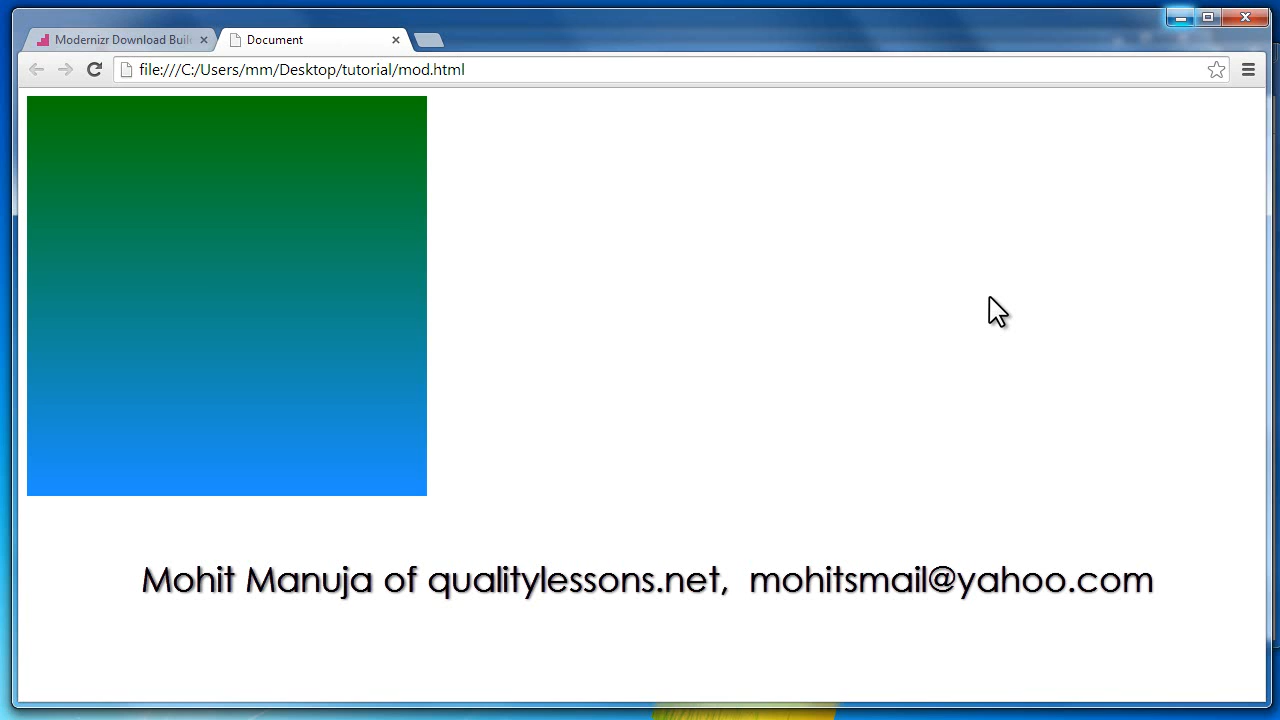 Modernizr Download Buil
Document
file:///C:/Users/mm/Desktop/tutorial/mod.html
Mohit Manuja of qualitylessons.net, mohitsmail@yahoo.com